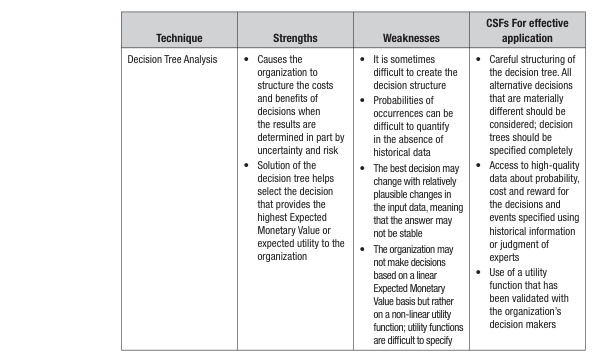 Technique
Strengths
Weaknesses
CSFs For effective
application
Decision Tree Analysis
• Causes the
organization to
structure the costs
and benefits of
decisions when
the results are
determined in part by
uncertainty and risk
• Solution of the
decision tree helps
select the decision
that provides the
highest Expected
Monetary Value or
expected utility to the
organization
• It is sometimes
difficult to create the
decision structure
• Probabilities of
occurrences can be
difficult to quantify
in the absence of
historical data
• The best decision may
change with relatively
plausible changes in
the input data, meaning
that the answer may
not be stable
• The organization may
not make decisions
based on a linear
Expected Monetary
Value basis but rather
on a non-linear utility
function; utility functions
are difficult to specify
• Careful structuring of
the decision tree. All
alternative decisions
that are materially
different should be
considered; decision
trees should be
specified completely
• Access to high-quality
data about probability,
cost and reward for
the decisions and
events specified using
historical information
or judgment of
experts
• Use of a utility
function that has
been validated with
the organization's
decision makers